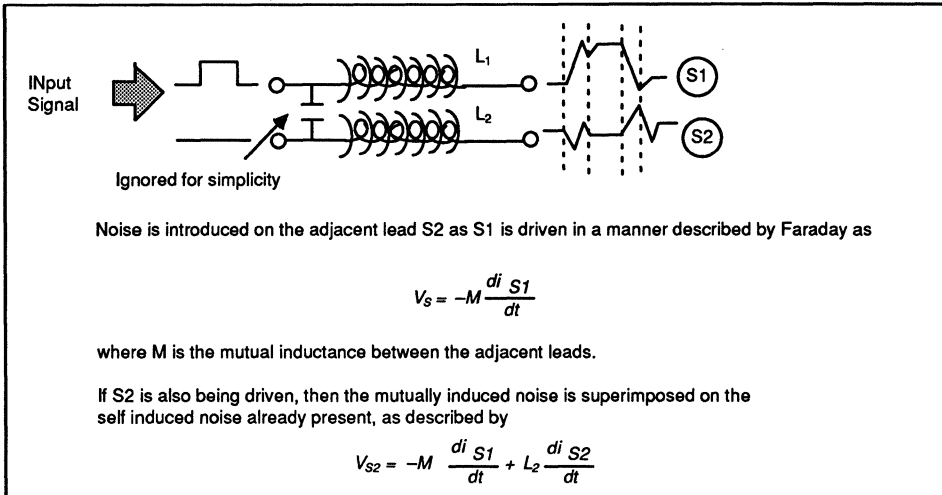 INput
Signal
L1
S1
L2
S2
Ignored for simplicity
Noise is introduced on the adjacent lead S2 as S1 is driven in a manner described by Faraday as
VS = –M di S1 / dt
where M is the mutual inductance between the adjacent leads.
If S2 is also being driven, then the mutually induced noise is superimposed on the
self induced noise already present, as described by
VS2 = –M di S1 / dt + L2 di S2 / dt